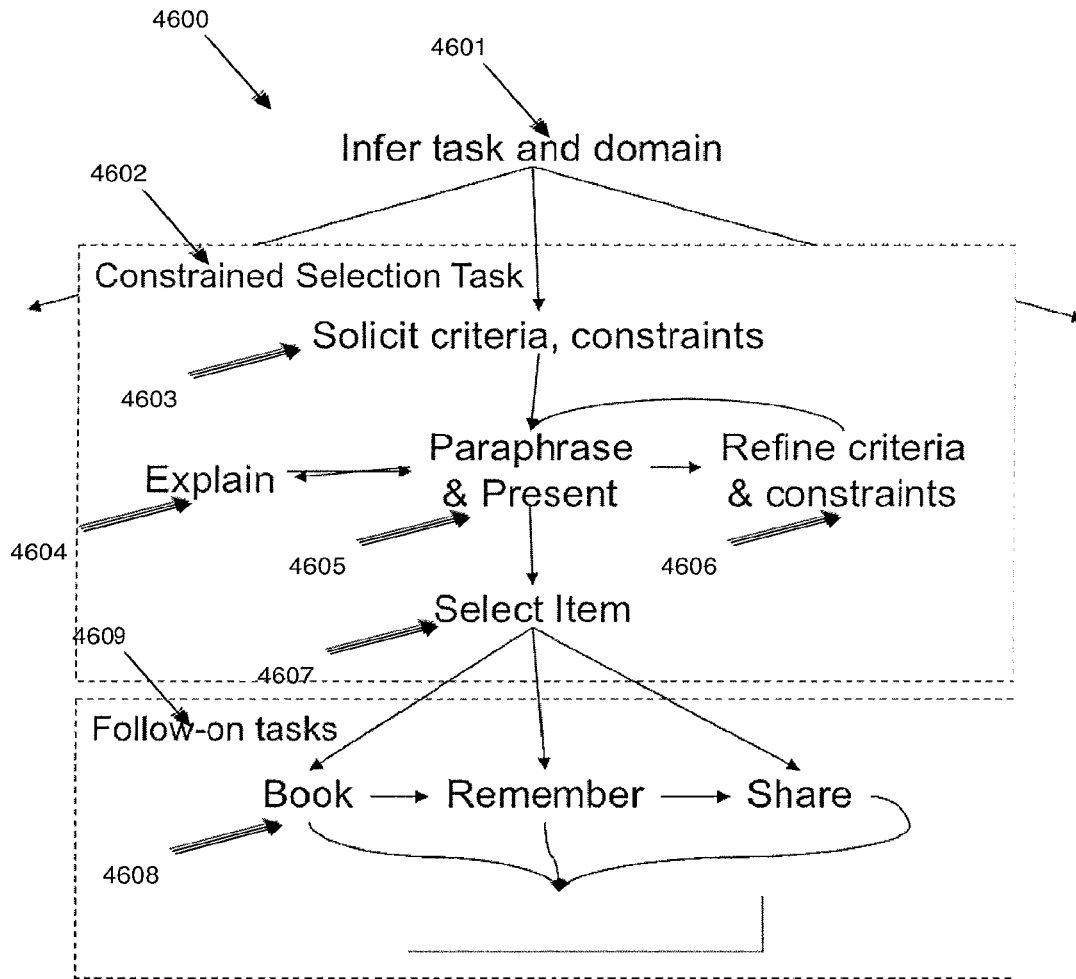 4600
4601
Infer task and domain
4602
Constrained Selection Task
Solicit criteria, constraints
4603
Paraphrase
& Present
Refine criteria
& constraints
Explain
4604
4605
4606
Select Item
4609
4607
Follow-on tasks
Book
Remember
Share
4608